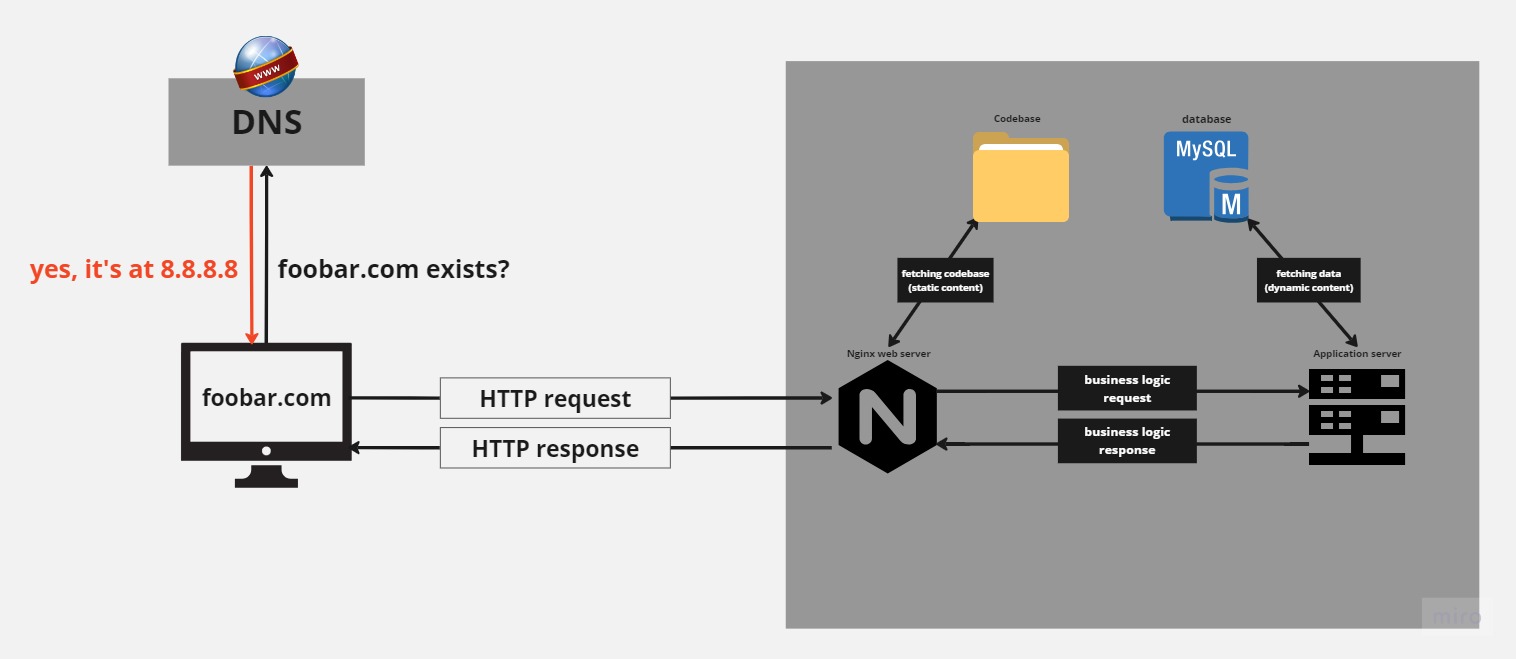 WWW
DNS
yes, it's at 8.8.8.8
foobar.com exists?
foobar.com
HTTP request
HTTP response
Codebase
database
MySQL
M
fetching codebase
(static content)
fetching data
(dynamic content)
Nginx web server
Application server
N
business logic
request
business logic
response
miro